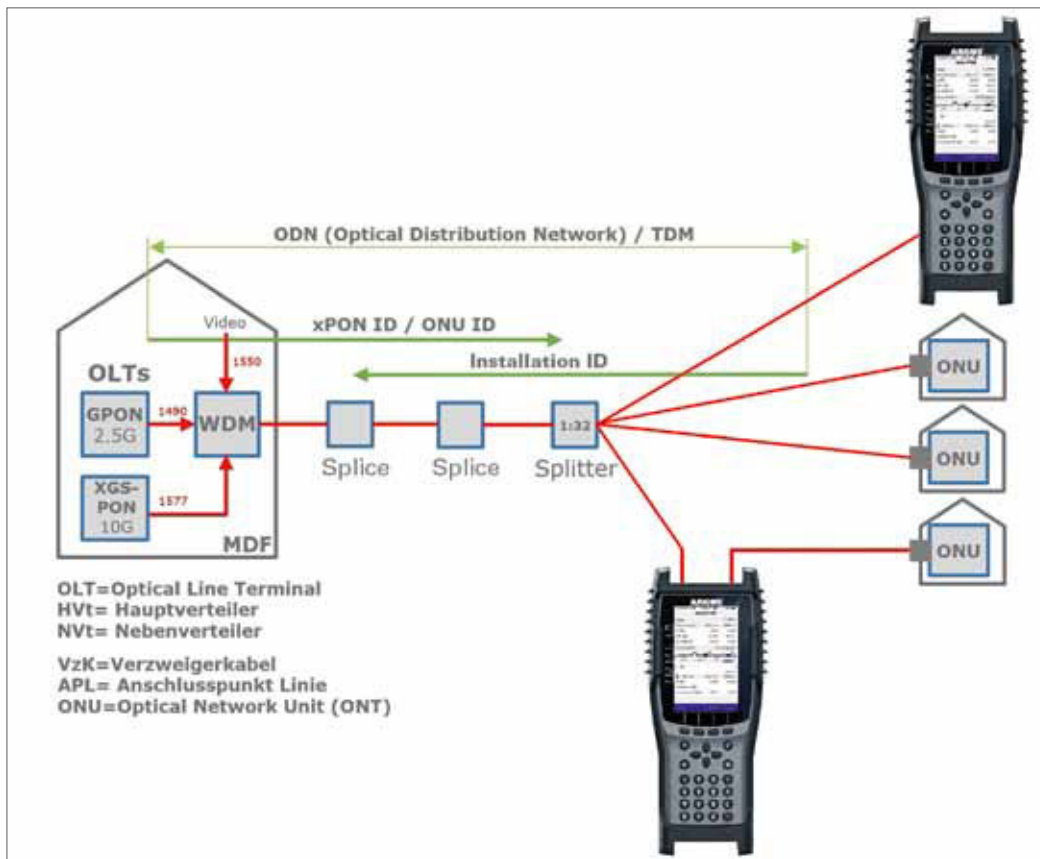 ODN (Optical Distribution Network) / TDM
Video
xPON ID / ONU ID
1550
Installation ID
OLTs
GPON
2.5G
1490
WDM
1:32
ONU
Splice
Splice
Splitter
ONU
XGS-
PON
10G
1577
MDF
ONU
OLT=Optical Line Terminal
HVt= Hauptverteiler
NVt= Nebenverteiler
VzK=Verzweigerkabel
APL= Anschlusspunkt Linie
ONU=Optical Network Unit (ONT)